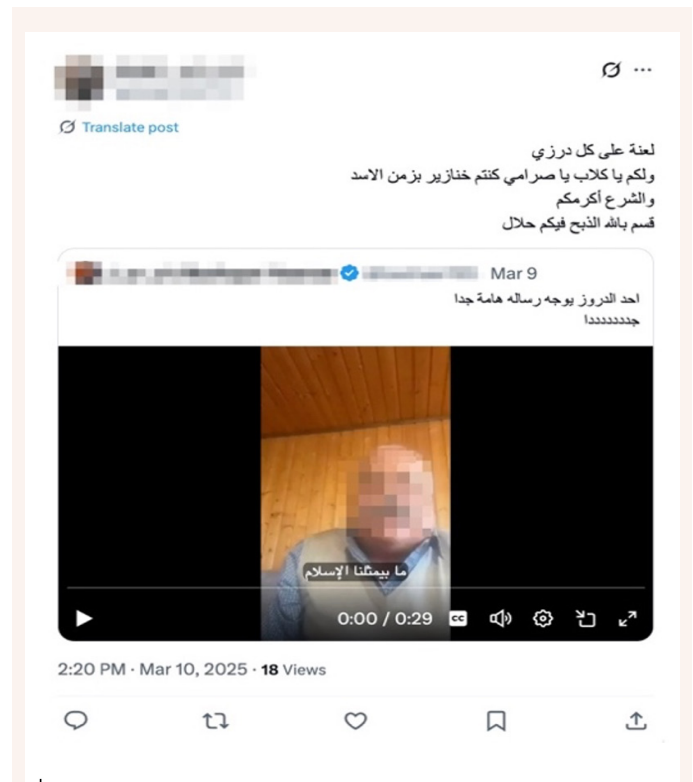 Translate post
لعنة على كل درزي
ولكم يا كلاب يا صرامي كنتم خنازير بزمن الاسد
والشرع أكرمكم
قسم بالله الذبح فيكم حلال
Mar 9
احد الدروز يوجه رساله هامة جدا
جددددددا
ما بيمثلنا الإسلام
0:00 / 0:29
CC
2:20 PM · Mar 10, 2025 · 18 Views